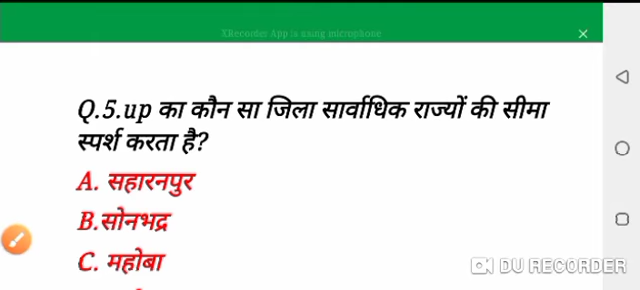 XRecorder App is using microphone
Q.5.up का कौन सा जिला सार्वाधिक राज्यों की सीमा
स्पर्श करता है?
A. सहारनपुर
B.सोनभद्र
C. महोबा
DU RECORDER